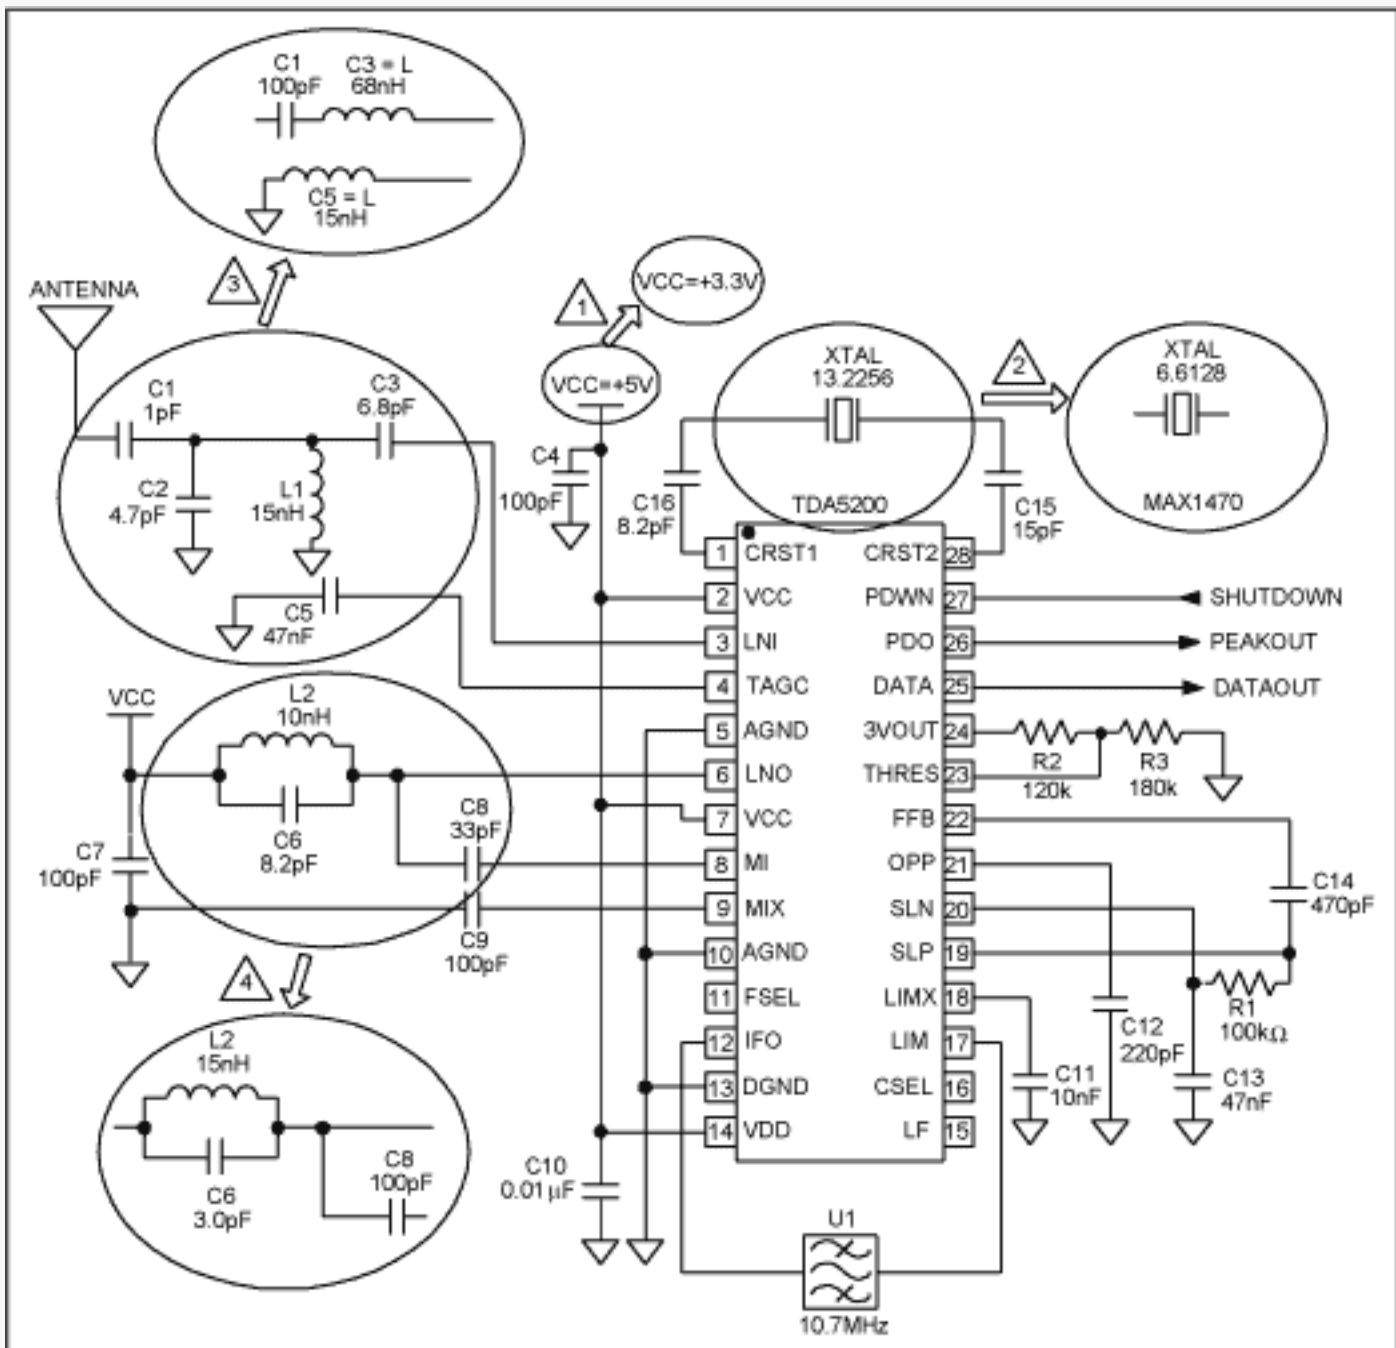 C1
100pF
C3 = L
68nH
C5 = L
15nH
3
ANTENNA
C1
1pF
C3
6.8pF
C2
4.7pF
L1
15nH
C5
47nF
1
VCC=+3.3V
VCC=+5V
C4
100pF
XTAL
13.2256
TDA5200
2
XTAL
6.6128
MAX1470
C16
8.2pF
C15
15pF
1 CRST1 CRST2 28
2 VCC PDWN 27 SHUTDOWN
3 LNI PDO 26 PEAKOUT
4 TAGC DATA 25 DATAOUT
5 AGND 3VOUT 24
6 LNO THRES 23
7 VCC FFB 22
8 MI OPP 21
9 MIX SLN 20
10 AGND SLP 19
11 FSEL LIMX 18
12 IFO LIM 17
13 DGND CSEL 16
14 VDD LF 15
R2
120k
R3
180k
VCC
L2
10nH
C6
8.2pF
C8
33pF
C7
100pF
C9
100pF
4
L2
15nH
C6
3.0pF
C8
100pF
C10
0.01µF
C14
470pF
R1
100kΩ
C12
220pF
C11
10nF
C13
47nF
U1
10.7MHz